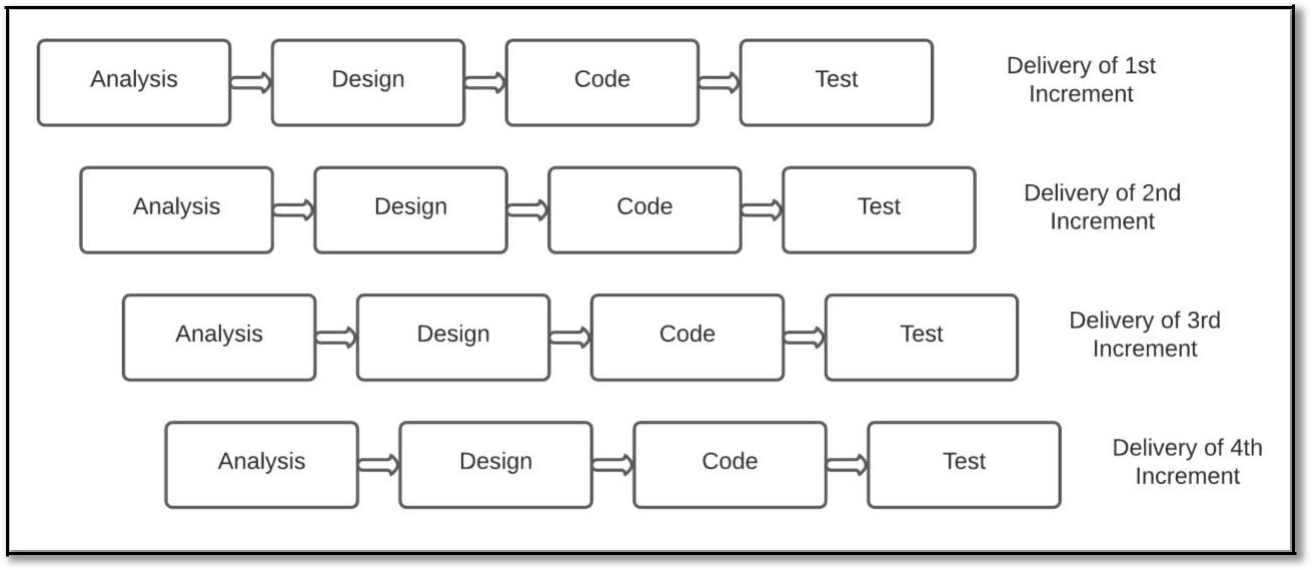 Analysis Design Code Test
Delivery of 1st
Increment
Analysis Design Code Test
Delivery of 2nd
Increment
Analysis Design Code Test
Delivery of 3rd
Increment
Analysis Design Code Test
Delivery of 4th
Increment